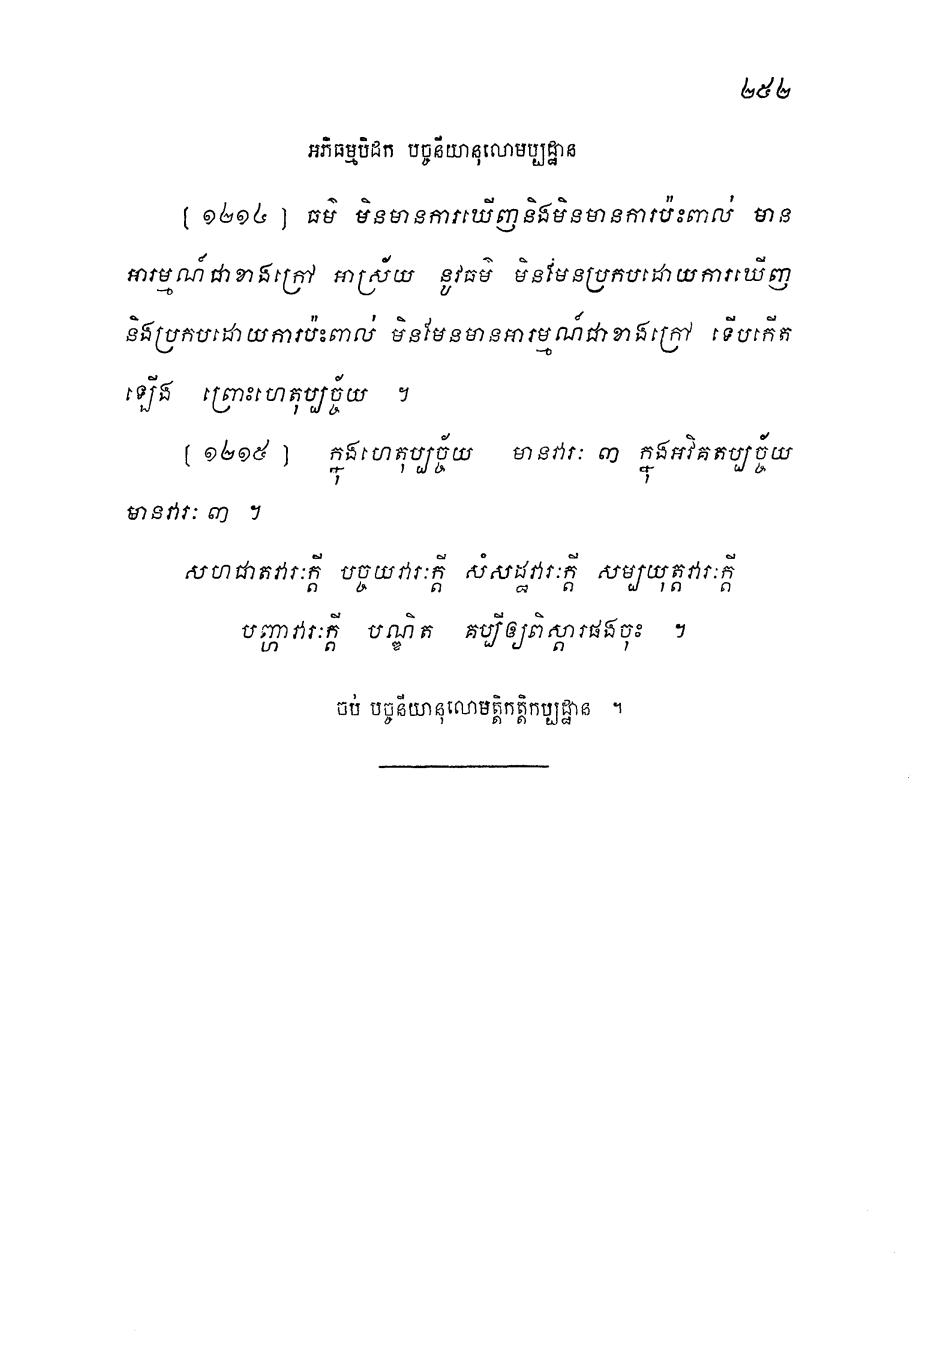 ២៥២
អភិធម្មបិដក បច្ចនីយានុលោមប្បដ្ឋាន
[ ១២១៤ ] ធម៌ មិនមានការឃើញនិងមិនមានការប៉ះពាល់ មាន
អារម្មណ៍ជាខាងក្រៅ អាស្រ័យ នូវធម៌ មិនមែនប្រកបដោយការឃើញ
និងប្រកបដោយការប៉ះពាល់ មិនមែនមានអារម្មណ៍ជាខាងក្រៅ ទើបកើត
ឡើង ព្រោះហេតុប្បច្ច័យ ។
[ ១២១៥ ] ក្នុងហេតុប្បច្ច័យ មានវារៈ ៣ ក្នុងអវិគតប្បច្ច័យ
មានវារៈ ៣ ។
សហជាតវារៈក្តី បច្ចយវារៈក្តី សំសដ្ឋវារៈក្តី សម្បយុត្តវារៈក្តី
បញ្ហាវារៈក្តី បណ្ឌិត គប្បីឲ្យពិស្តារផងចុះ ។
ចប់ បច្ចនីយានុលោមត្តិកត្តិកប្បដ្ឋាន ។